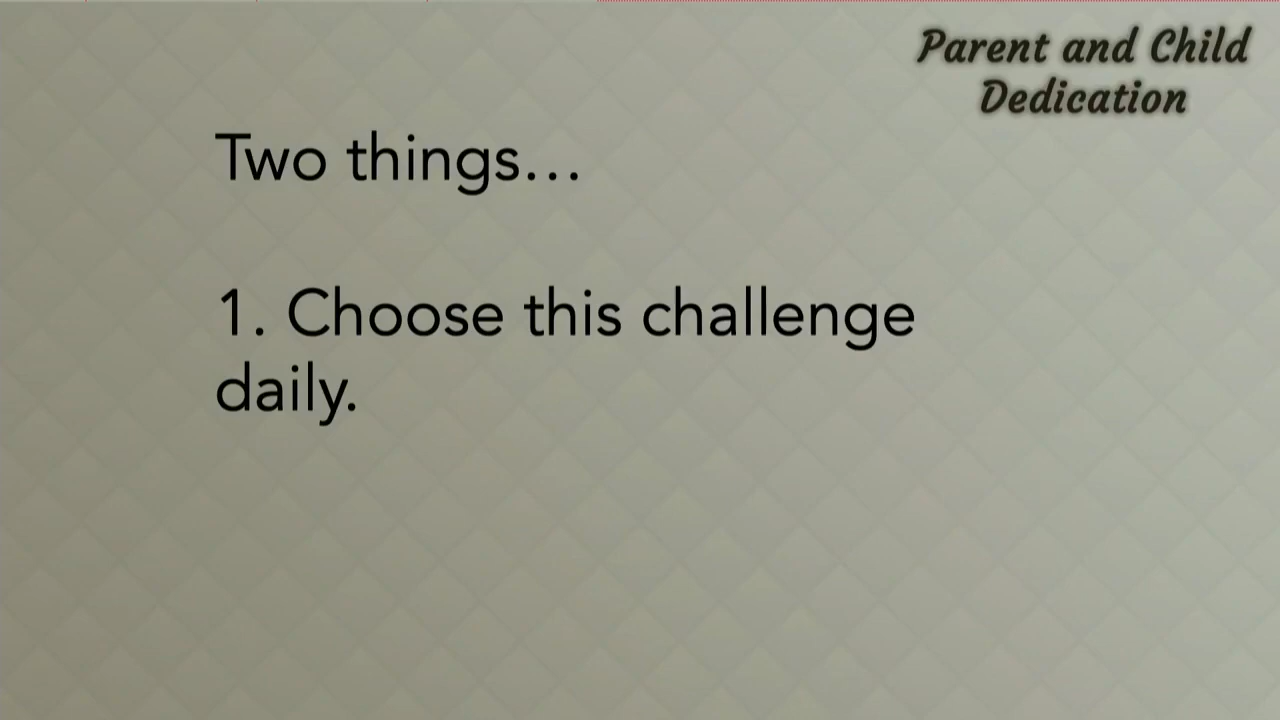 Parent and Child
Dedication
Two things…
1. Choose this challenge
daily.